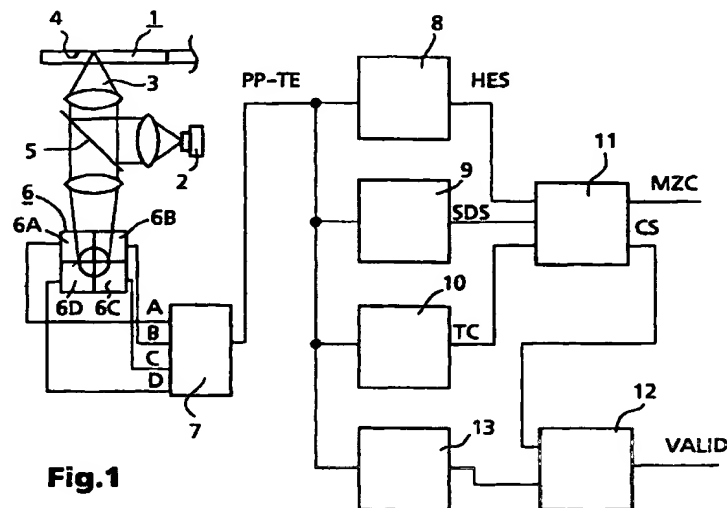 4
1
8
3
PP-TE
HES
5
2
11
MZC
9
SDS
CS
6
6A
6B
6D
6C
10
TC
A
B
C
D
7
12
13
VALID
Fig.1